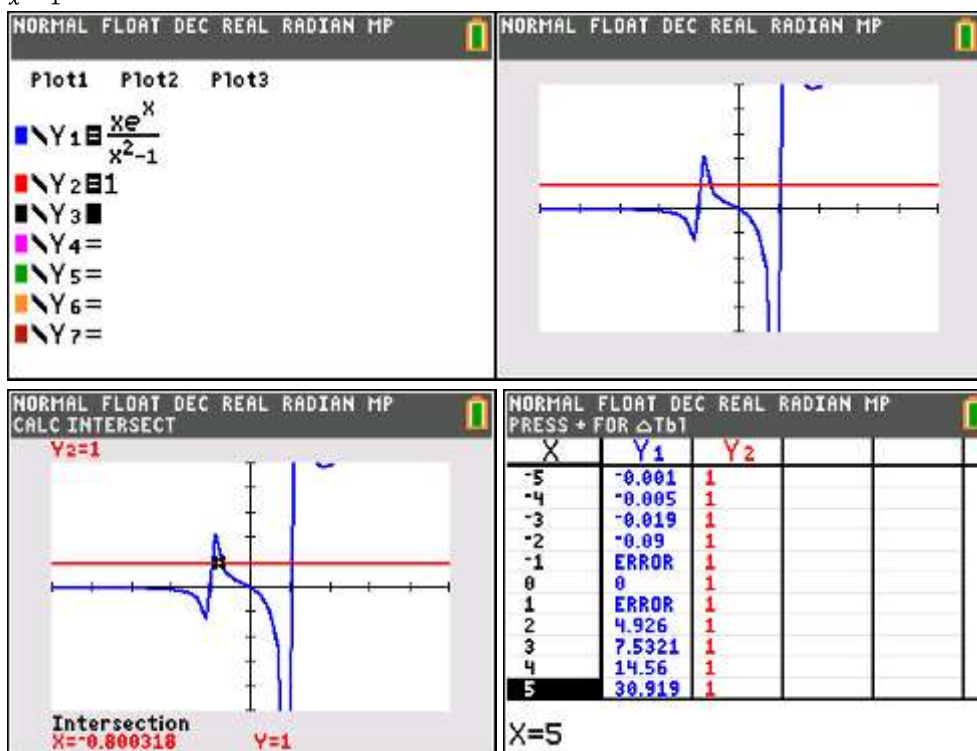 NORMAL FLOAT DEC REAL RADIAN MP
Plot1 Plot2 Plot3
\Y1=xe^x/x²-1
\Y2=1
\Y3=
\Y4=
\Y5=
\Y6=
\Y7=
NORMAL FLOAT DEC REAL RADIAN MP
NORMAL FLOAT DEC REAL RADIAN MP
CALC INTERSECT
Y2=1
Intersection
X=-0.800318 Y=1
NORMAL FLOAT DEC REAL RADIAN MP
PRESS + FOR △Tbl
X Y1 Y2
-5 -0.001 1
-4 -0.005 1
-3 -0.019 1
-2 -0.09 1
-1 ERROR 1
0 0 1
1 ERROR 1
2 4.926 1
3 7.5321 1
4 14.56 1
5 30.919 1
X=5